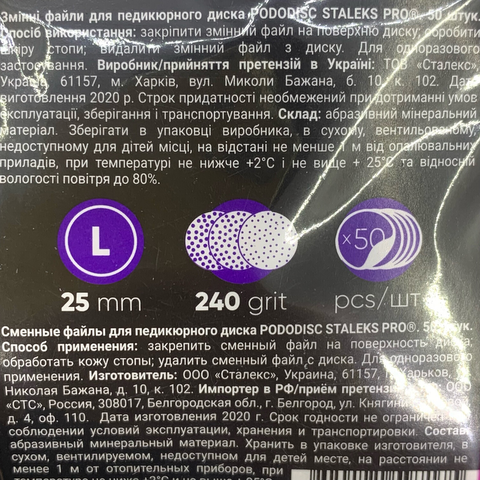 Змінні файли для педикюрного диска PODODISC STALEKS PRO®. 50 штук.
Спосіб використання: закріпити змінний файл на поверхню диску; обробити
шкіру стопи; видалити змінний файл з диску. Для одноразового
застосування. Виробник/прийняття претензій в Україні: ТОВ «Сталекс»,
Україна, 61157, м. Харків, вул. Миколи Бажана, б. 10, к. 102. Дата
виготовлення 2020 р. Строк придатності необмежений при дотриманні умов
експлуатації, зберігання і транспортування. Склад: абразивний мінеральний
матеріал. Зберігати в упаковці виробника, в сухому, вентильованому,
недоступному для дітей місці, на відстані не менше 1 м від опалювальних
приладів, при температурі не нижче +2°С і не вище + 25°С та відносній
вологості повітря до 80%.
L
x50
25 mm
240 grit
pcs/шт
Сменные файлы для педикюрного диска PODODISC STALEKS PRO®. 50 штук.
Способ применения: закрепить сменный файл на поверхность диска;
обработать кожу стопы; удалить сменный файл с диска. Для одноразового
применения. Изготовитель: ООО «Сталекс», Украина, 61157, г. Харьков,
Николая Бажана, д. 10, к. 102. Импортер в РФ/приём претензий: ООО
«СТС», Россия, 308017, Белгородская обл., г. Белгород, ул. Княгини
д. 4, оф. 110. Дата изготовления 2020 г. Срок годности не ограничен
соблюдении условий эксплуатации, хранения и транспортировки. Состав:
абразивный минеральный материал. Хранить в упаковке изготовителя, в
сухом, вентилируемом, недоступном для детей месте, на расстоянии не
менее 1 м от отопительных приборов, при
температуре не ниже +2°С и не выше + 25°С